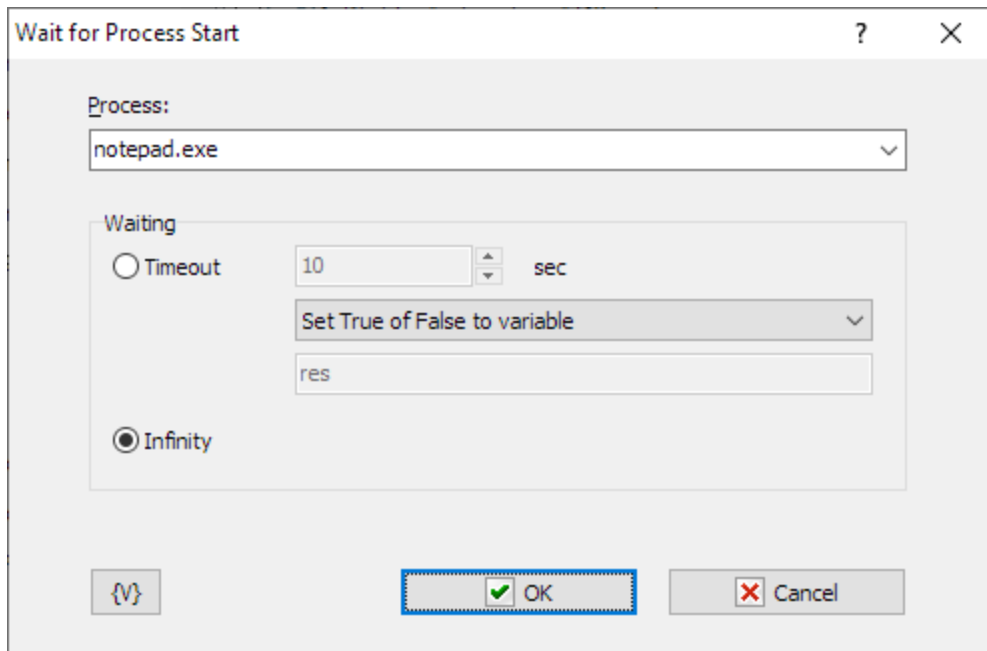 Wait for Process Start ?
Process:
notepad.exe
Waiting
Timeout 10 sec
Set True of False to variable
res
Infinity
{V} OK Cancel